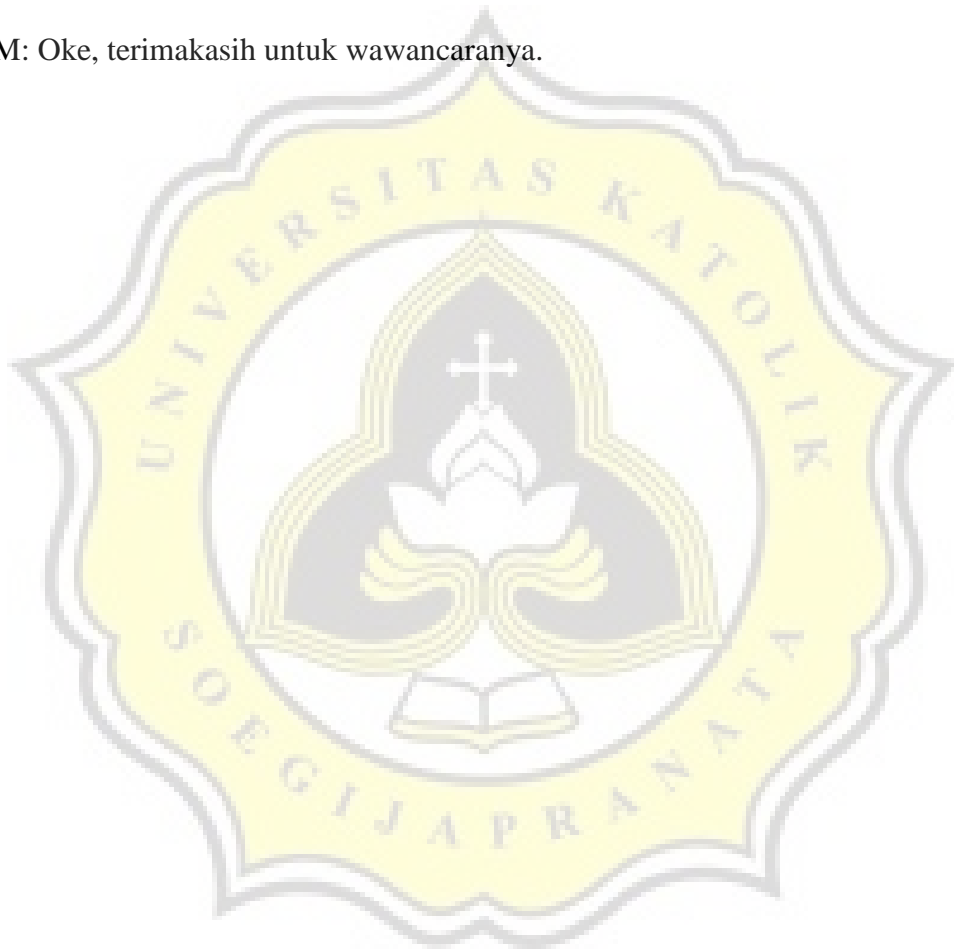 M: Oke, terimakasih untuk wawancaranya.
UNIVERSITAS KATOLIK
SOEGIJAPRANATA